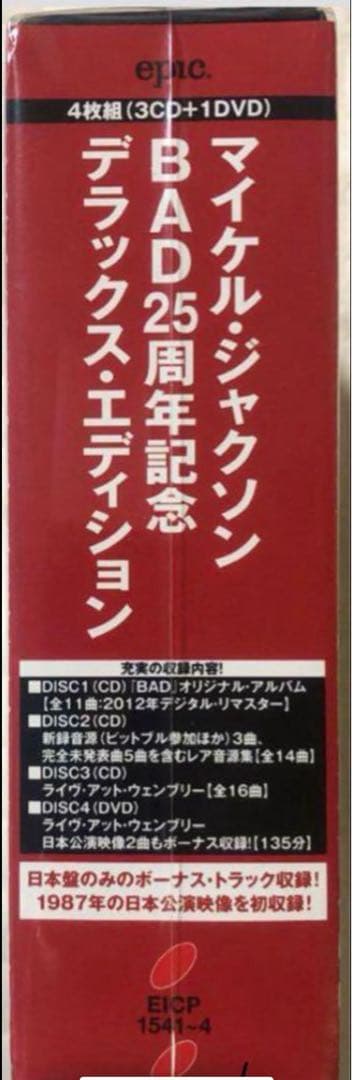 epic.
4枚組(3CD+1DVD)
マイケル・ジャクソン
BAD25周年記念
デラックス・エディション
充実の収録内容!
■DISC1(CD)『BAD』オリジナル・アルバム
【全11曲:2012年デジタル・リマスター】
■DISC2(CD)
新録音源(ピットブル参加ほか)3曲、
完全未発表曲5曲を含むレア音源集【全14曲】
■DISC3(CD)
ライヴ・アット・ウェンブリー【全16曲】
■DISC4(DVD)
ライヴ・アット・ウェンブリー
日本公演映像2曲もボーナス収録!【135分】
日本盤のみのボーナス・トラック収録!
1987年の日本公演映像を初収録!
EICP
1541~4